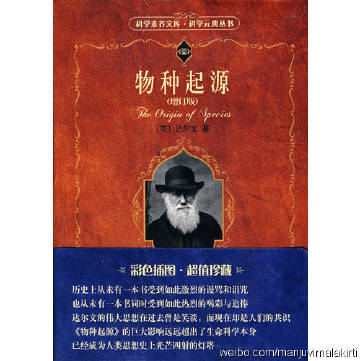 科学素养文库·科学元典丛书
物种起源
(增订版)
The Origin of Species
[英] 达尔文 著
☆ 彩色插图·超值珍藏 ☆
历史上从未有一本书受到如此激烈的谩骂和诅咒
也从未有一本书同时受到如此热烈的喝彩与追捧
达尔文的伟大思想在过去曾是笑谈,而现在却是人们的共识
《物种起源》的巨大影响远远超出了生命科学本身
已经成为人类思想史上光芒四射的灯塔
weibo.com/manjuvimalakirti